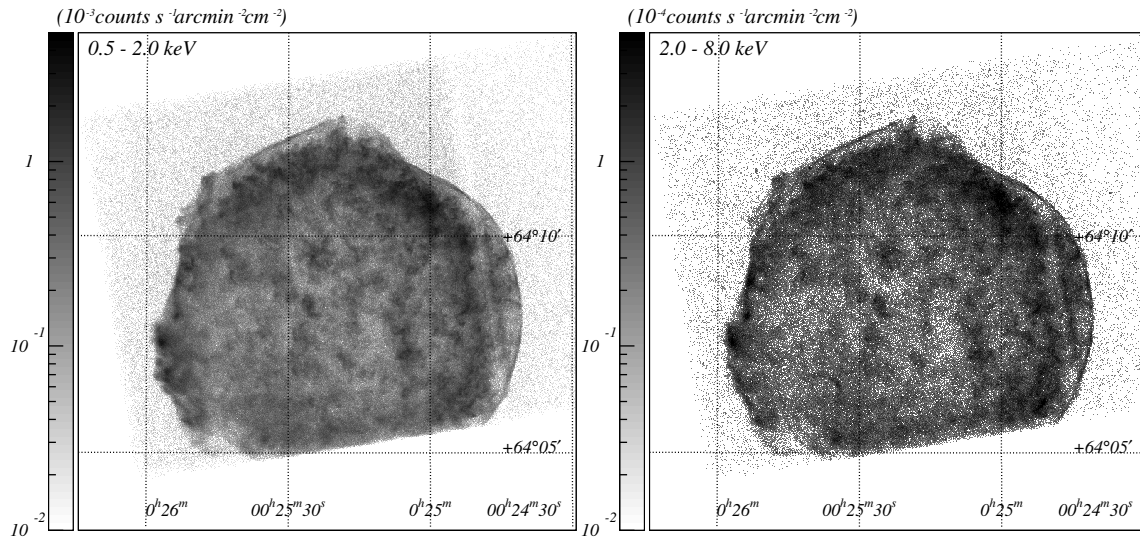 (10⁻³counts s⁻¹arcmin⁻²cm⁻²)
0.5 - 2.0 keV
1
10⁻¹
10⁻²
+64°10′
+64°05′
0ʰ26ᵐ 00ʰ25ᵐ30ˢ 0ʰ25ᵐ 00ʰ24ᵐ30ˢ
(10⁻⁴counts s⁻¹arcmin⁻²cm⁻²)
2.0 - 8.0 keV
1
10⁻¹
10⁻²
+64°10′
+64°05′
0ʰ26ᵐ 00ʰ25ᵐ30ˢ 0ʰ25ᵐ 00ʰ24ᵐ30ˢ